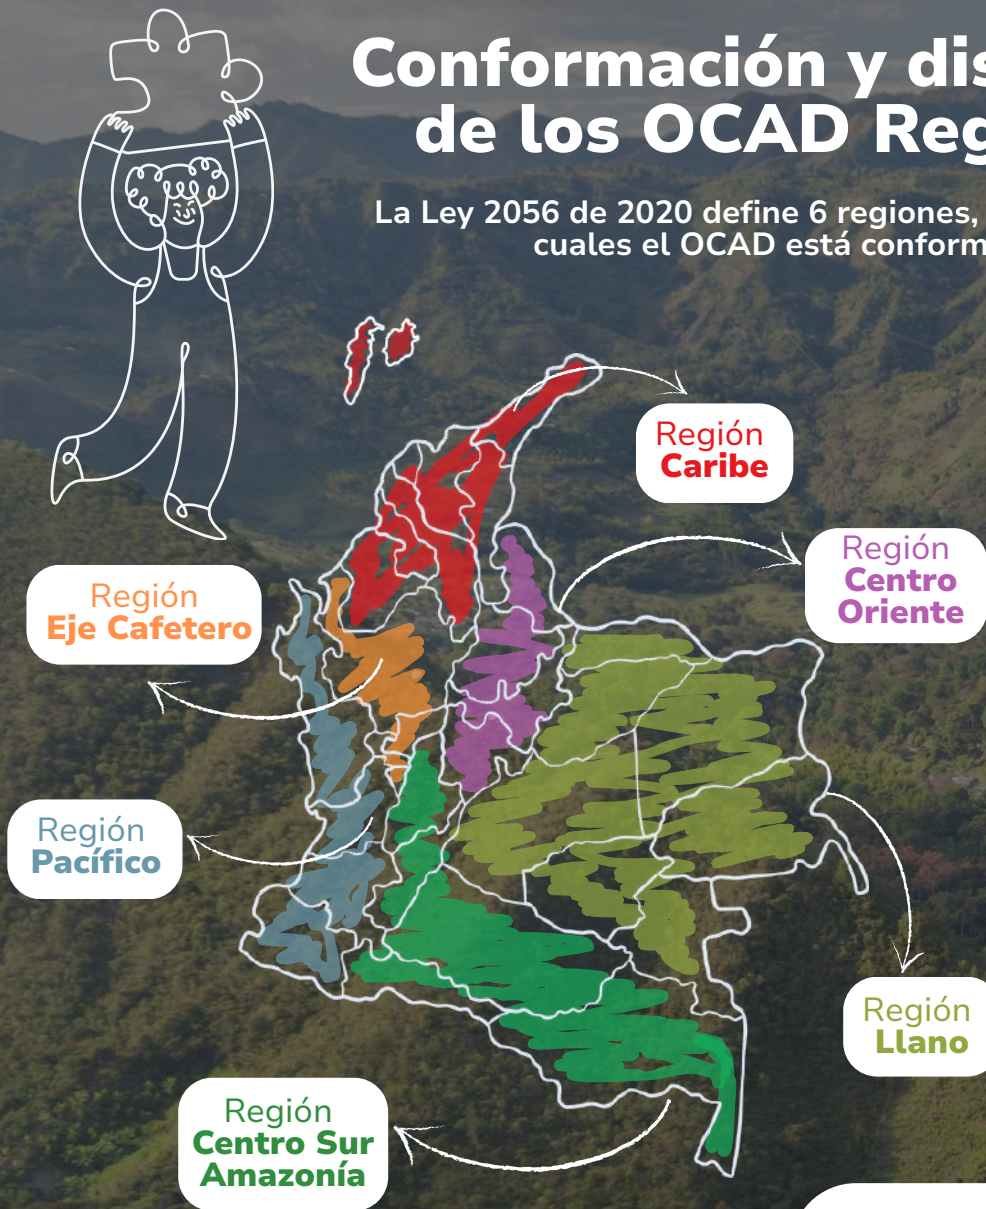 Conformación y dis
de los OCAD Reg
La Ley 2056 de 2020 define 6 regiones,
cuales el OCAD está conform
Región
Caribe
Región
Centro
Oriente
Región
Eje Cafetero
Región
Pacífico
Región
Llano
Región
Centro Sur
Amazonía